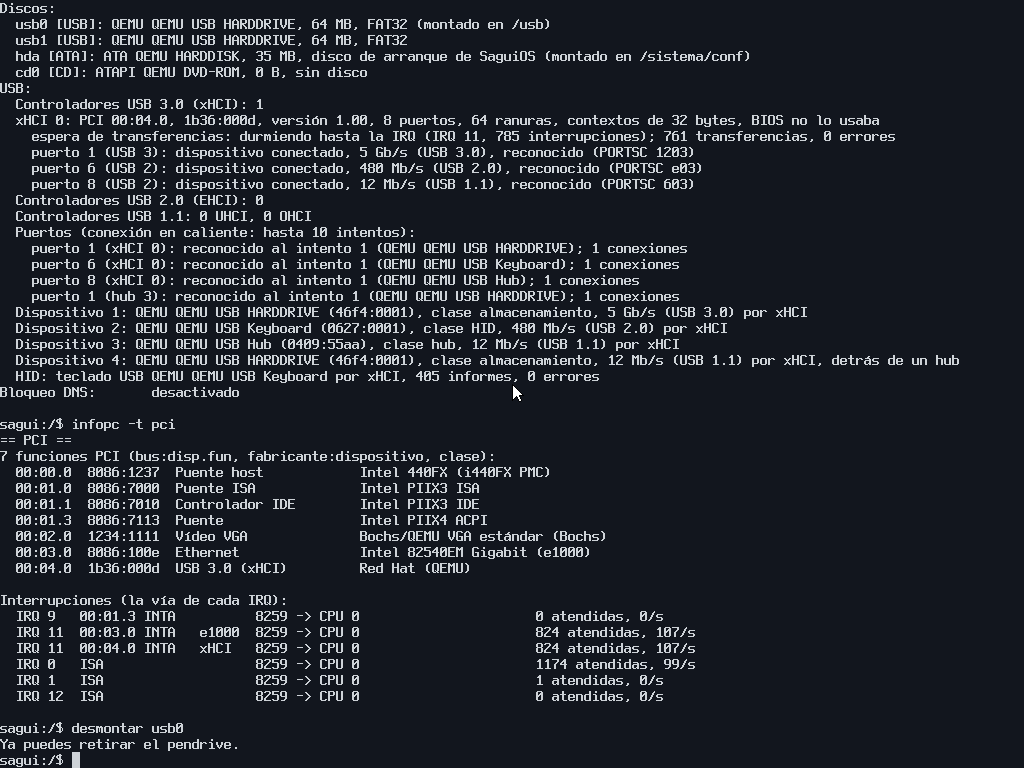 Discos:
  usb0 [USB]: QEMU QEMU USB HARDDRIVE, 64 MB, FAT32 (montado en /usb)
  usb1 [USB]: QEMU QEMU USB HARDDRIVE, 64 MB, FAT32
  hda [ATA]: ATA QEMU HARDDISK, 35 MB, disco de arranque de SaguiOS (montado en /sistema/conf)
  cd0 [CD]: ATAPI QEMU DVD-ROM, 0 B, sin disco
USB:
  Controladores USB 3.0 (xHCI): 1
  xHCI 0: PCI 00:04.0, 1b36:000d, versión 1.00, 8 puertos, 64 ranuras, contextos de 32 bytes, BIOS no lo usaba
    espera de transferencias: durmiendo hasta la IRQ (IRQ 11, 785 interrupciones); 761 transferencias, 0 errores
    puerto 1 (USB 3): dispositivo conectado, 5 Gb/s (USB 3.0), reconocido (PORTSC 1203)
    puerto 6 (USB 2): dispositivo conectado, 480 Mb/s (USB 2.0), reconocido (PORTSC e03)
    puerto 8 (USB 2): dispositivo conectado, 12 Mb/s (USB 1.1), reconocido (PORTSC 603)
  Controladores USB 2.0 (EHCI): 0
  Controladores USB 1.1: 0 UHCI, 0 OHCI
  Puertos (conexión en caliente: hasta 10 intentos):
    puerto 1 (xHCI 0): reconocido al intento 1 (QEMU QEMU USB HARDDRIVE); 1 conexiones
    puerto 6 (xHCI 0): reconocido al intento 1 (QEMU QEMU USB Keyboard); 1 conexiones
    puerto 8 (xHCI 0): reconocido al intento 1 (QEMU QEMU USB Hub); 1 conexiones
    puerto 1 (hub 3): reconocido al intento 1 (QEMU QEMU USB HARDDRIVE); 1 conexiones
  Dispositivo 1: QEMU QEMU USB HARDDRIVE (46f4:0001), clase almacenamiento, 5 Gb/s (USB 3.0) por xHCI
  Dispositivo 2: QEMU QEMU USB Keyboard (0627:0001), clase HID, 480 Mb/s (USB 2.0) por xHCI
  Dispositivo 3: QEMU QEMU USB Hub (0409:55aa), clase hub, 12 Mb/s (USB 1.1) por xHCI
  Dispositivo 4: QEMU QEMU USB HARDDRIVE (46f4:0001), clase almacenamiento, 12 Mb/s (USB 1.1) por xHCI, detrás de un hub
  HID: teclado USB QEMU QEMU USB Keyboard por xHCI, 405 informes, 0 errores
Bloqueo DNS:       desactivado

sagui:/$ infopc -t pci
== PCI ==
7 funciones PCI (bus:disp.fun, fabricante:dispositivo, clase):
  00:00.0  8086:1237  Puente host            Intel 440FX (i440FX PMC)
  00:01.0  8086:7000  Puente ISA             Intel PIIX3 ISA
  00:01.1  8086:7010  Controlador IDE        Intel PIIX3 IDE
  00:01.3  8086:7113  Puente                 Intel PIIX4 ACPI
  00:02.0  1234:1111  Vídeo VGA              Bochs/QEMU VGA estándar (Bochs)
  00:03.0  8086:100e  Ethernet               Intel 82540EM Gigabit (e1000)
  00:04.0  1b36:000d  USB 3.0 (xHCI)         Red Hat (QEMU)

Interrupciones (la vía de cada IRQ):
  IRQ 9   00:01.3 INTA          8259 -> CPU 0                      0 atendidas, 0/s
  IRQ 11  00:03.0 INTA   e1000  8259 -> CPU 0                      824 atendidas, 107/s
  IRQ 11  00:04.0 INTA   xHCI   8259 -> CPU 0                      824 atendidas, 107/s
  IRQ 0   ISA                   8259 -> CPU 0                      1174 atendidas, 99/s
  IRQ 1   ISA                   8259 -> CPU 0                      1 atendidas, 0/s
  IRQ 12  ISA                   8259 -> CPU 0                      0 atendidas, 0/s

sagui:/$ desmontar usb0
Ya puedes retirar el pendrive.
sagui:/$